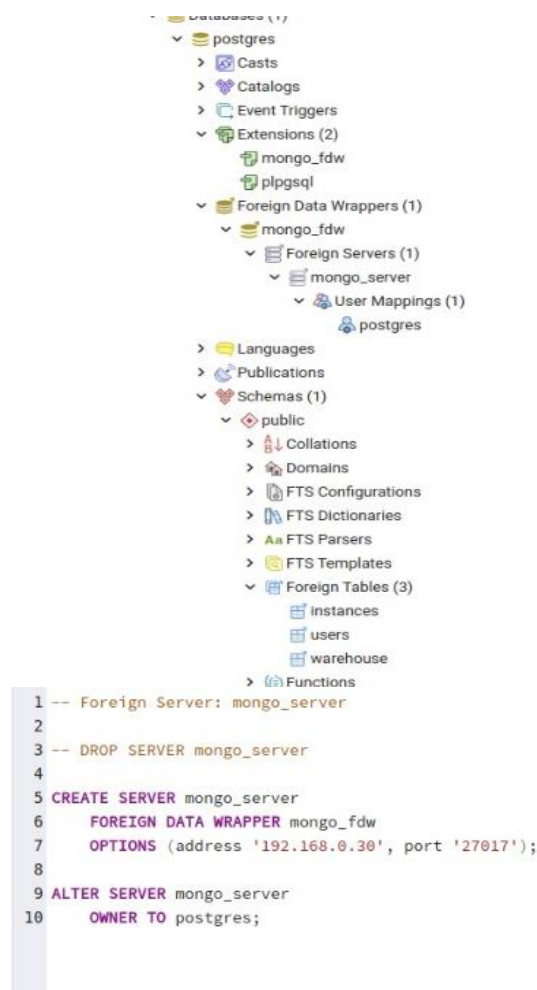 Databases (1)
postgres
Casts
Catalogs
Event Triggers
Extensions (2)
mongo_fdw
plpgsql
Foreign Data Wrappers (1)
mongo_fdw
Foreign Servers (1)
mongo_server
User Mappings (1)
postgres
Languages
Publications
Schemas (1)
public
Collations
Domains
FTS Configurations
FTS Dictionaries
Aa FTS Parsers
FTS Templates
Foreign Tables (3)
instances
users
warehouse
Functions
1 -- Foreign Server: mongo_server
2
3 -- DROP SERVER mongo_server
4
5 CREATE SERVER mongo_server
6 FOREIGN DATA WRAPPER mongo_fdw
7 OPTIONS (address '192.168.0.30', port '27017');
8
9 ALTER SERVER mongo_server
10 OWNER TO postgres;